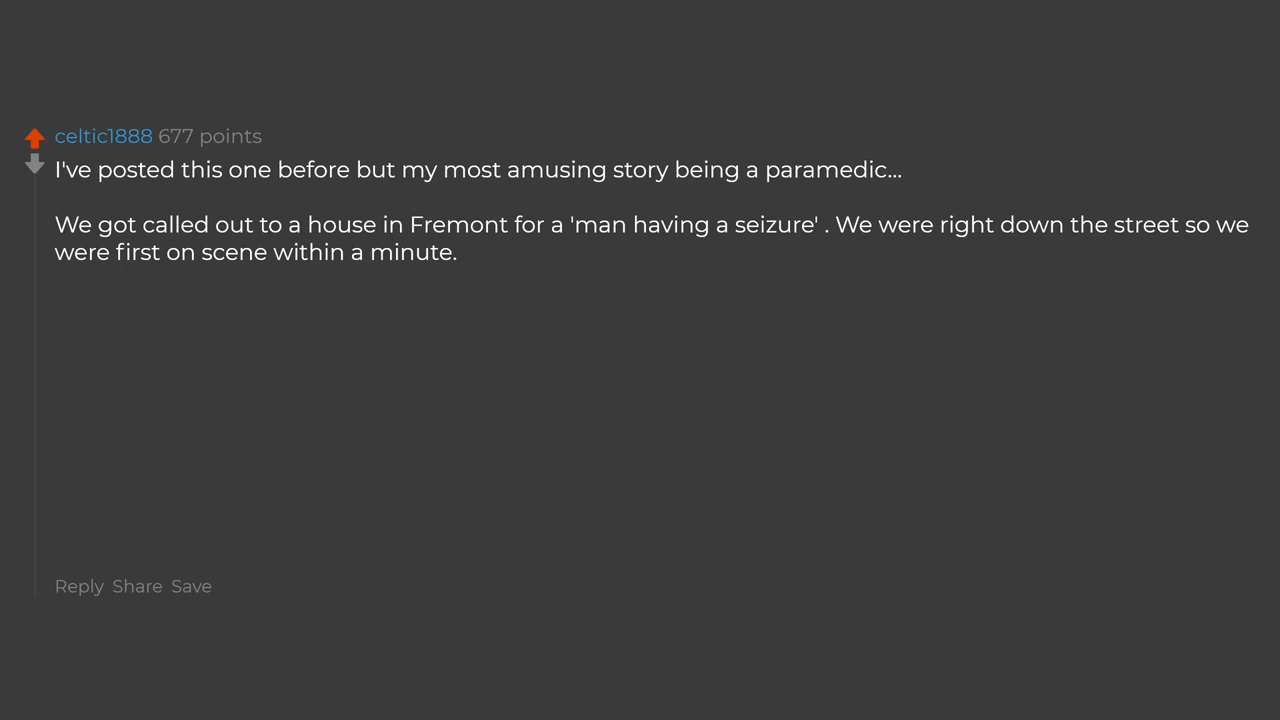 celtic1888 677 points
I've posted this one before but my most amusing story being a paramedic...
We got called out to a house in Fremont for a 'man having a seizure' . We were right down the street so we
were first on scene within a minute.
Reply Share Save